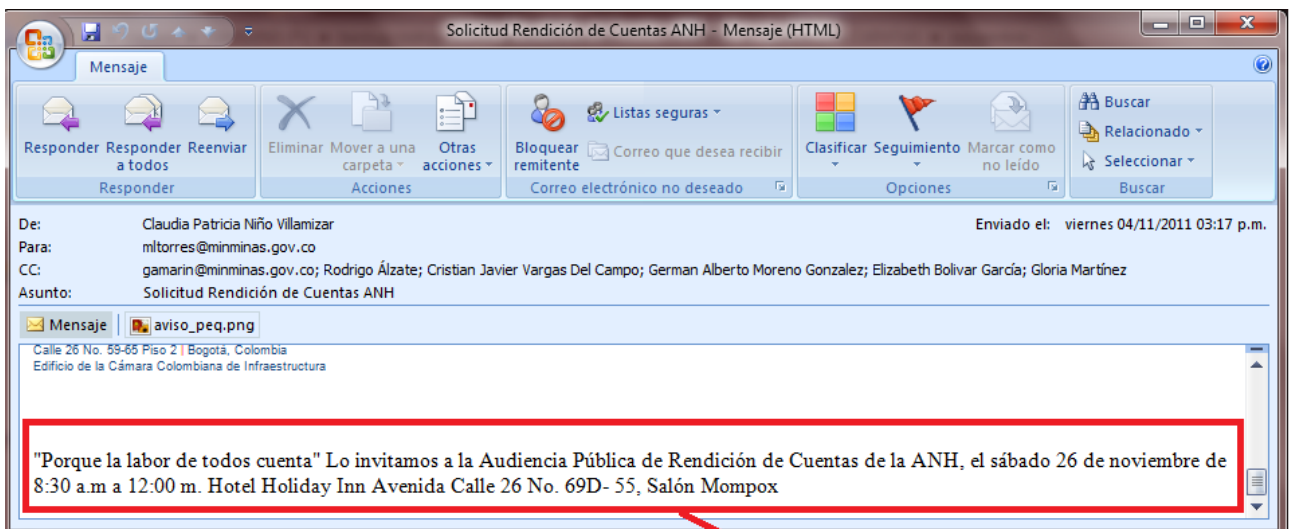 Solicitud Rendición de Cuentas ANH - Mensaje (HTML)
Mensaje
Responder Responder a todos Reenviar
Responder
Eliminar Mover a una carpeta Otras acciones
Acciones
Bloquear remitente Listas seguras Correo que desea recibir
Correo electrónico no deseado
Clasificar Seguimiento Marcar como no leído
Opciones
Buscar
Relacionado
Seleccionar
Buscar
De: Claudia Patricia Niño Villamizar Enviado el: viernes 04/11/2011 03:17 p.m.
Para: mltorres@minminas.gov.co
CC: gamarin@minminas.gov.co; Rodrigo Álzate; Cristian Javier Vargas Del Campo; German Alberto Moreno Gonzalez; Elizabeth Bolivar García; Gloria Martínez
Asunto: Solicitud Rendición de Cuentas ANH
Mensaje aviso_peq.png
Calle 26 No. 59-65 Piso 2 | Bogotá, Colombia
Edificio de la Cámara Colombiana de Infraestructura
"Porque la labor de todos cuenta" Lo invitamos a la Audiencia Pública de Rendición de Cuentas de la ANH, el sábado 26 de noviembre de
8:30 a.m a 12:00 m. Hotel Holiday Inn Avenida Calle 26 No. 69D- 55, Salón Mompox